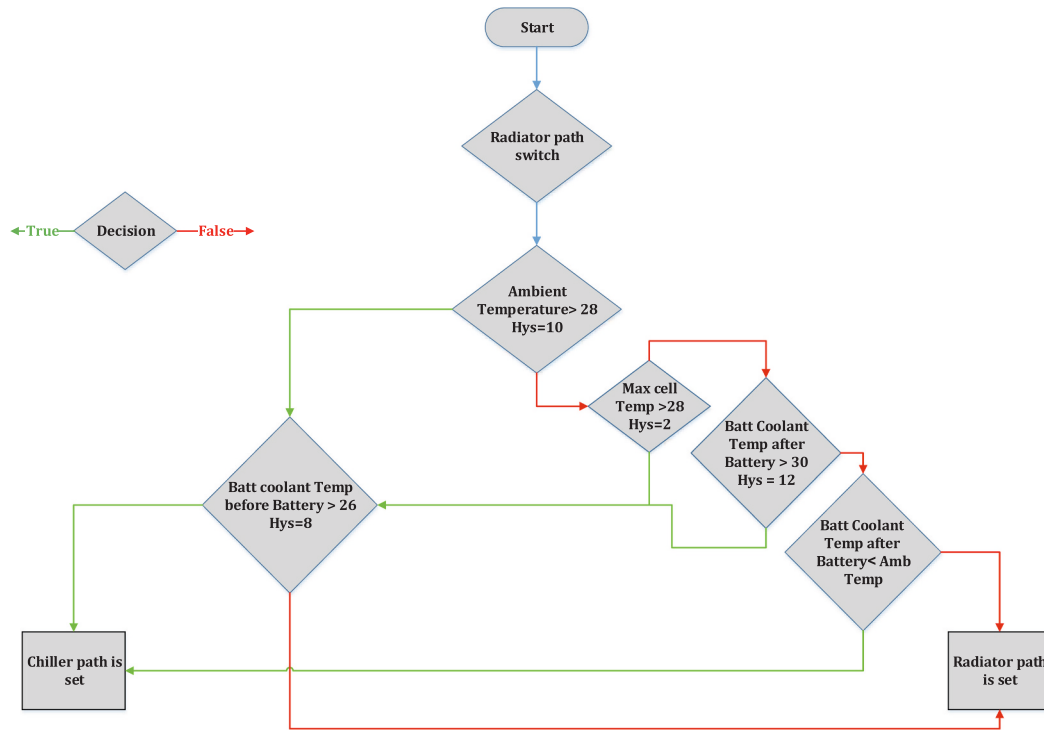 Start
Radiator path
switch
True
Decision
False
Ambient
Temperature> 28
Hys=10
Max cell
Temp >28
Hys=2
Batt Coolant
Temp after
Battery > 30
Hys = 12
Batt coolant Temp
before Battery > 26
Hys=8
Batt Coolant
Temp after
Battery< Amb
Temp
Chiller path is
set
Radiator path
is set